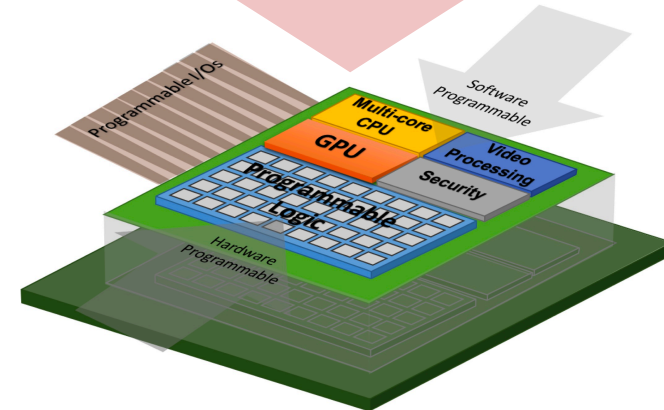 Programmable I/Os
Software
Programmable
Multi-core
CPU
Video
Processing
GPU
Security
Programmable
Logic
Hardware
Programmable